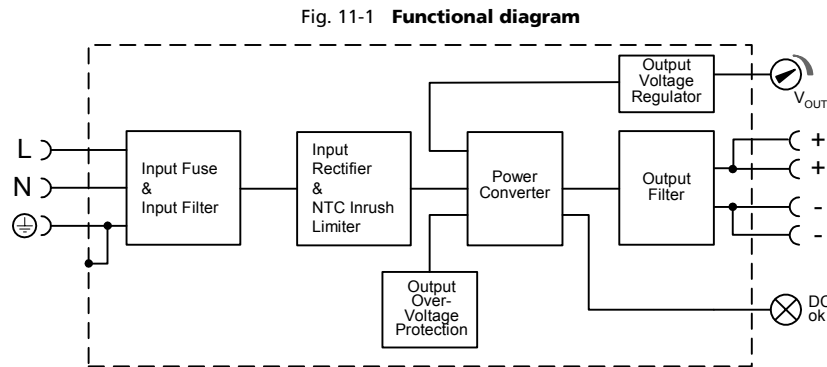 Fig. 11-1 Functional diagram
Output
Voltage
Regulator
V_OUT
L
N
Input Fuse
&
Input Filter
Input
Rectifier
&
NTC Inrush
Limiter
Power
Converter
Output
Filter
+
+
-
-
Output
Over-
Voltage
Protection
DC
ok